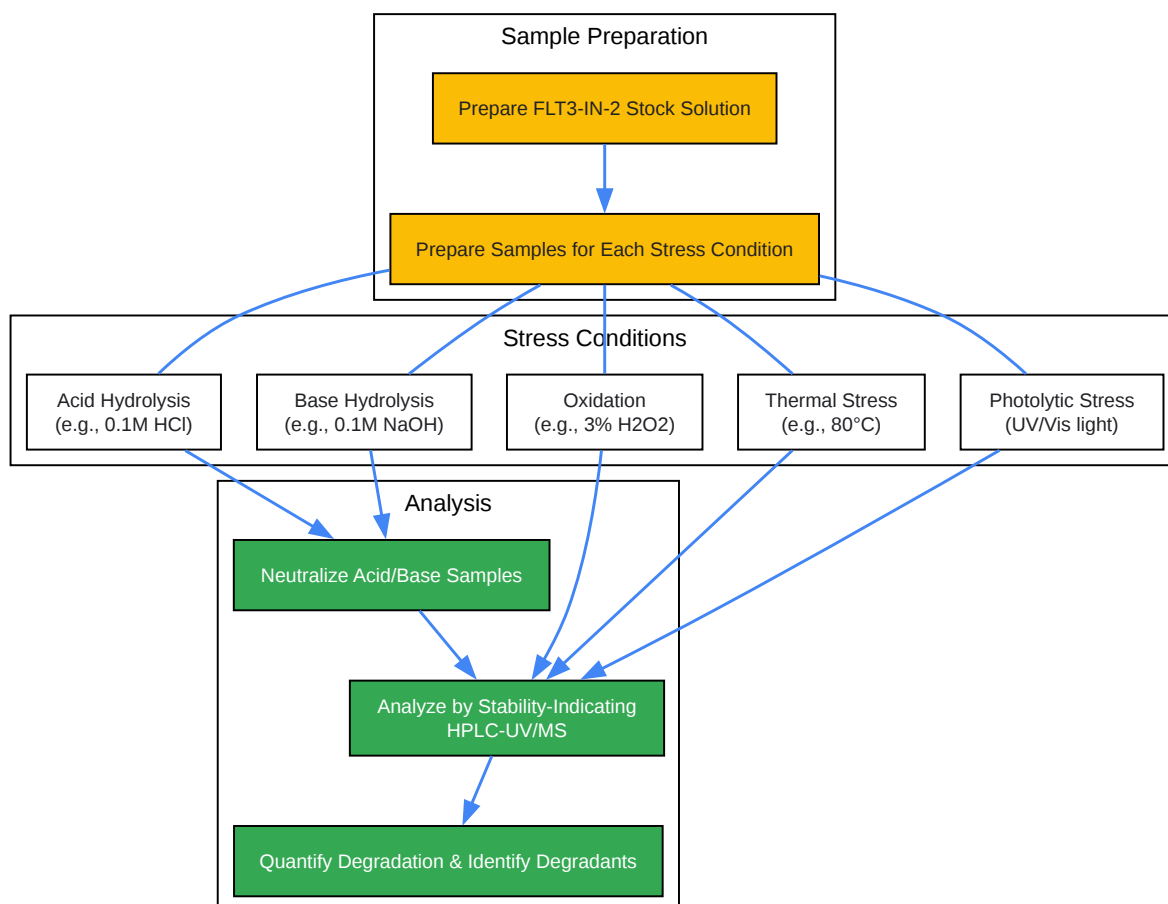 Sample Preparation
Prepare FLT3-IN-2 Stock Solution
Prepare Samples for Each Stress Condition
Stress Conditions
Acid Hydrolysis
(e.g., 0.1M HCl)
Base Hydrolysis
(e.g., 0.1M NaOH)
Oxidation
(e.g., 3% H2O2)
Thermal Stress
(e.g., 80°C)
Photolytic Stress
(UV/Vis light)
Analysis
Neutralize Acid/Base Samples
Analyze by Stability-Indicating
HPLC-UV/MS
Quantify Degradation & Identify Degradants